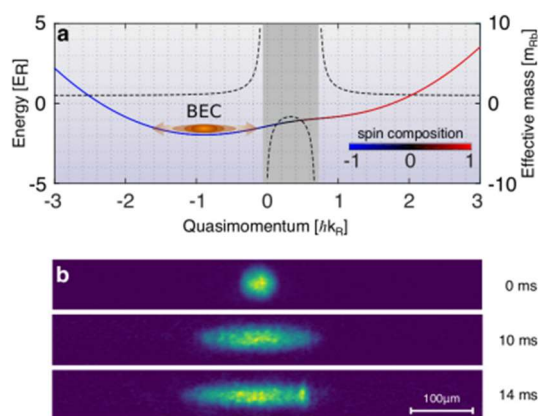 a
5
0
-5
Energy [E_R]
10
0
-10
Effective mass [m_Rb]
BEC
spin composition
-1 0 1
-3 -2 -1 0 1 2 3
Quasimomentum [ħk_R]
b
0 ms
10 ms
14 ms
100μm